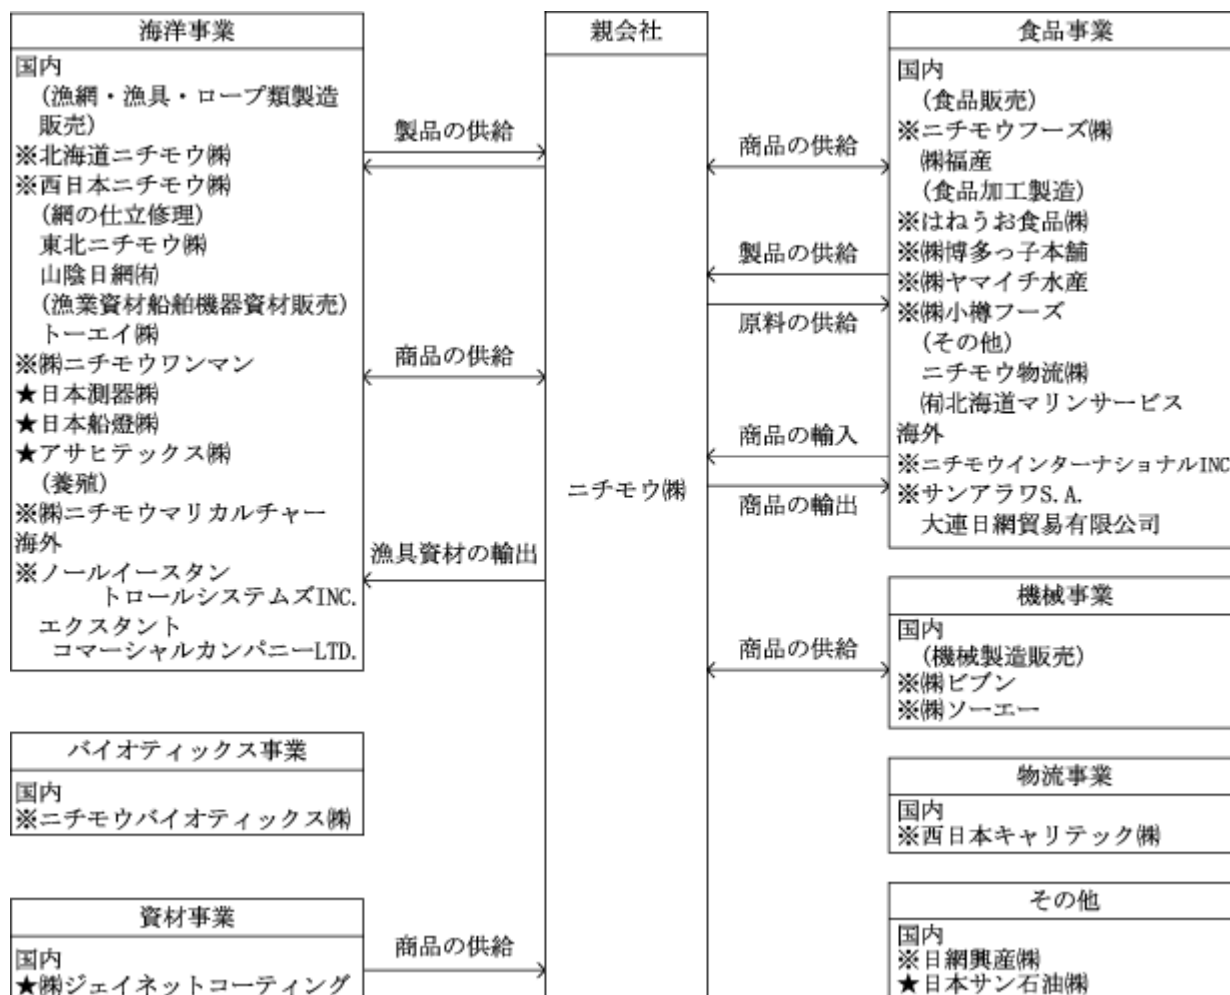 海洋事業
国内
(漁網・漁具・ロープ類製造
販売)
※北海道ニチモウ㈱
※西日本ニチモウ㈱
(網の仕立修理)
東北ニチモウ㈱
山陰日網㈲
(漁業資材船舶機器資材販売)
トーエイ㈱
※㈱ニチモウワンマン
★日本測器㈱
★日本船燈㈱
★アサヒテックス㈱
(養殖)
※㈱ニチモウマリカルチャー
海外
※ノールイースタン
トロールシステムズINC.
エクスタント
コマーシャルカンパニーLTD.
バイオティックス事業
国内
※ニチモウバイオティックス㈱
資材事業
国内
★㈱ジェイネットコーティング
製品の供給
商品の供給
漁具資材の輸出
商品の供給
親会社
ニチモウ㈱
商品の供給
製品の供給
原料の供給
商品の輸入
商品の輸出
商品の供給
食品事業
国内
(食品販売)
※ニチモウフーズ㈱
㈱福産
(食品加工製造)
※はねうお食品㈱
※㈱博多っ子本舗
※㈱ヤマイチ水産
※㈱小樽フーズ
(その他)
ニチモウ物流㈱
㈲北海道マリンサービス
海外
※ニチモウインターナショナルINC
※サンアラワS.A.
大連日網貿易有限公司
機械事業
国内
(機械製造販売)
※㈱ビブン
※㈱ソーエー
物流事業
国内
※西日本キャリテック㈱
その他
国内
※日網興産㈱
★日本サン石油㈱